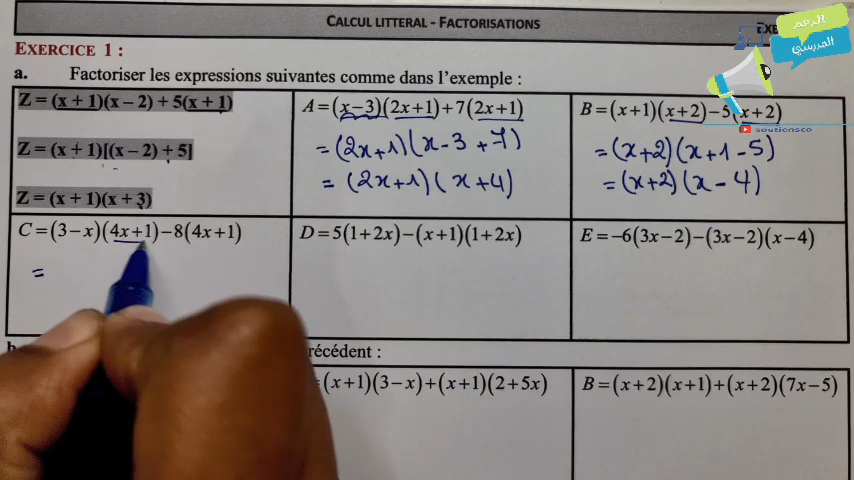 CALCUL LITTERAL - FACTORISATIONS
الدعم
المدرسي
soutiensco
EXERCICE 1 :
a. Factoriser les expressions suivantes comme dans l'exemple :
Z = (x + 1)(x – 2) + 5(x + 1)
Z = (x + 1)[(x – 2) + 5]
Z = (x + 1)(x + 3)
A = (x−3)(2x+1)+7(2x+1)
= (2x+1)(x-3+7)
= (2x+1)(x+4)
B = (x+1)(x+2)−5(x+2)
= (x+2)(x+1-5)
= (x+2)(x-4)
C = (3−x)(4x+1)−8(4x+1)
=
D = 5(1+2x)−(x+1)(1+2x)
E = −6(3x−2)−(3x−2)(x−4)
(x+1)(3−x)+(x+1)(2+5x)
B = (x+2)(x+1)+(x+2)(7x−5)